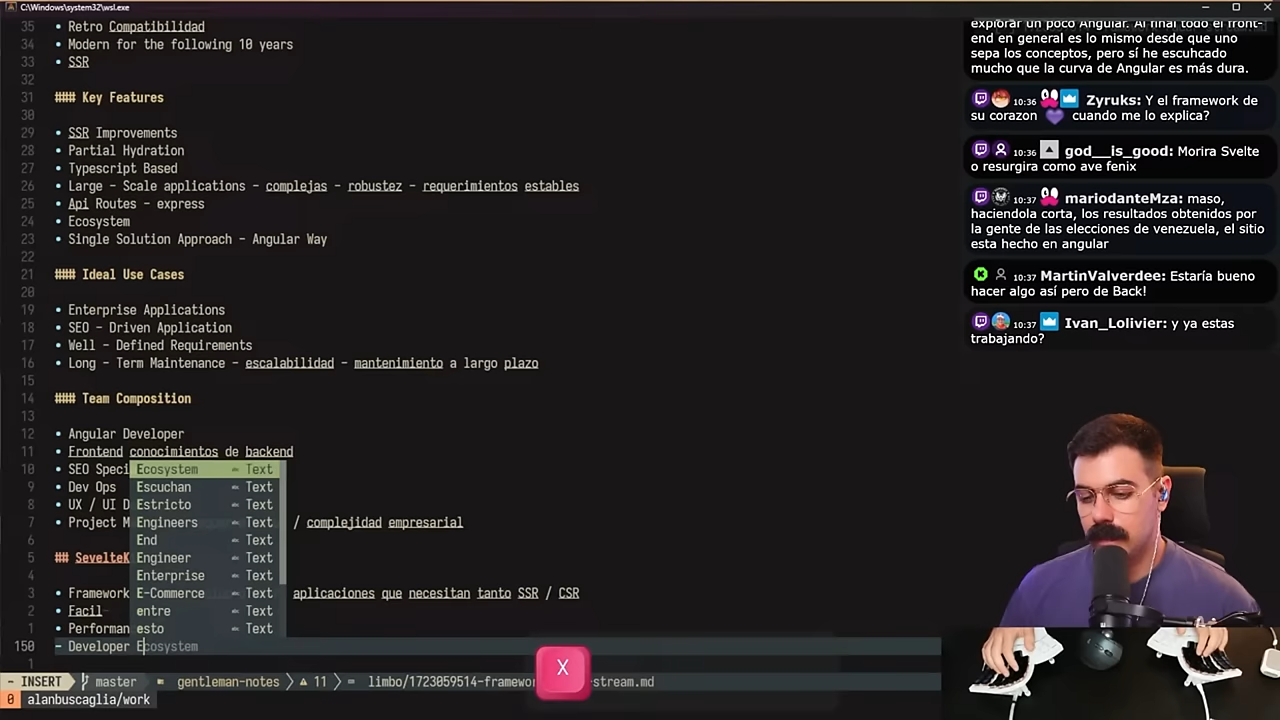 C:\Windows\system32\wsl.exe
35 • Retro Compatibilidad
34 • Modern for the following 10 years
33 • SSR
32
31 ### Key Features
30
29 • SSR Improvements
28 • Partial Hydration
27 • Typescript Based
26 • Large - Scale applications - complejas - robustez - requerimientos estables
25 • Api Routes - express
24 • Ecosystem
23 • Single Solution Approach - Angular Way
22
21 ### Ideal Use Cases
20
19 • Enterprise Applications
18 • SEO - Driven Application
17 • Well - Defined Requirements
16 • Long - Term Maintenance - escalabilidad - mantenimiento a largo plazo
15
14 ### Team Composition
13
12 • Angular Developer
11 • Frontend conocimientos de backend
10 • SEO Speci
9 • Dev Ops
8 • UX / UI D
7 • Project M / complejidad empresarial
6
5 ## SevelteK
4
3 • Framework aplicaciones que necesitan tanto SSR / CSR
2 • Facil
1 • Performan
150 - Developer Ecosystem
1
Ecosystem Text
Escuchan Text
Estricto Text
Engineers Text
End Text
Engineer Text
Enterprise Text
E-Commerce Text
entre Text
esto Text
- INSERT master gentleman-notes 11 limbo/1723059514-framewor stream.md
0 alanbuscaglia/work
X
explorar un poco Angular. Al final todo el front-
end en general es lo mismo desde que uno
sepa los conceptos, pero sí he escuhcado
mucho que la curva de Angular es más dura.
10:36 Zyruks: Y el framework de
su corazon 💜 cuando me lo explica?
10:36 god__is_good: Morira Svelte
o resurgira como ave fenix
10:37 mariodanteMza: maso,
haciendola corta, los resultados obtenidos por
la gente de las elecciones de venezuela, el sitio
esta hecho en angular
10:37 MartinValverdee: Estaría bueno
hacer algo así pero de Back!
10:37 Ivan_Lolivier: y ya estas
trabajando?